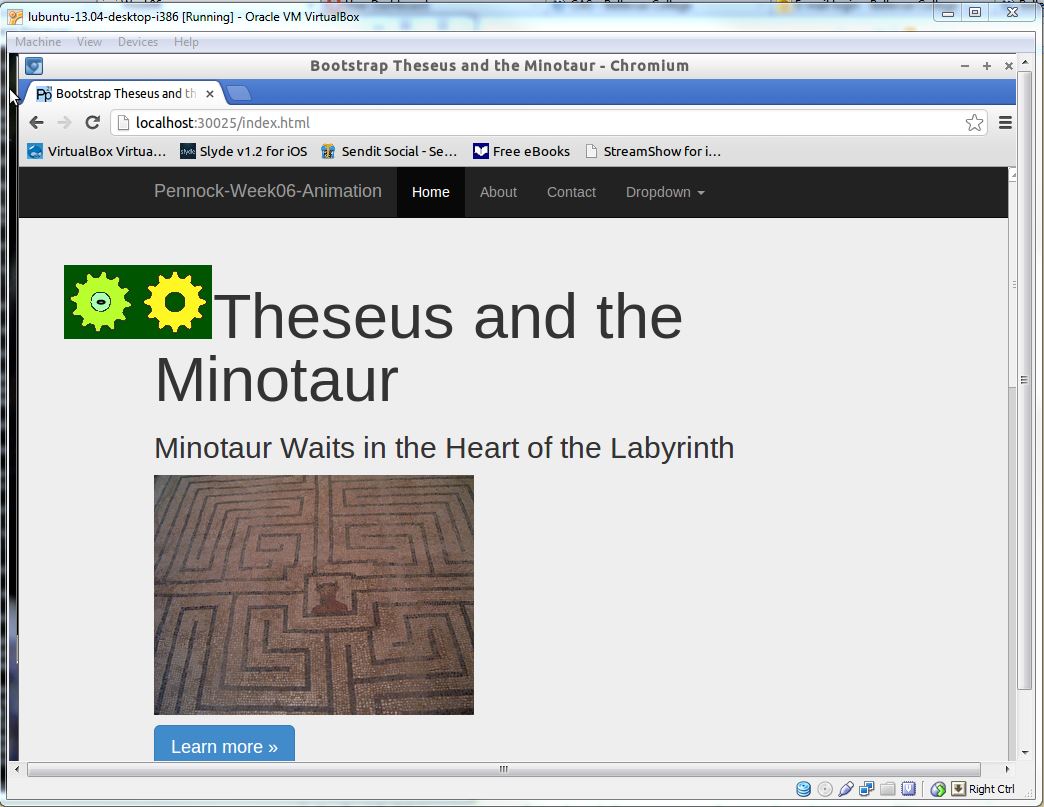 lubuntu-13.04-desktop-i386 [Running] - Oracle VM VirtualBox
Machine View Devices Help
Bootstrap Theseus and the Minotaur - Chromium
Bootstrap Theseus and th
localhost:30025/index.html
VirtualBox Virtua... Slyde v1.2 for iOS Sendit Social - Se... Free eBooks StreamShow for i...
Pennock-Week06-Animation Home About Contact Dropdown
Theseus and the
Minotaur
Minotaur Waits in the Heart of the Labyrinth
Learn more »
Right Ctrl